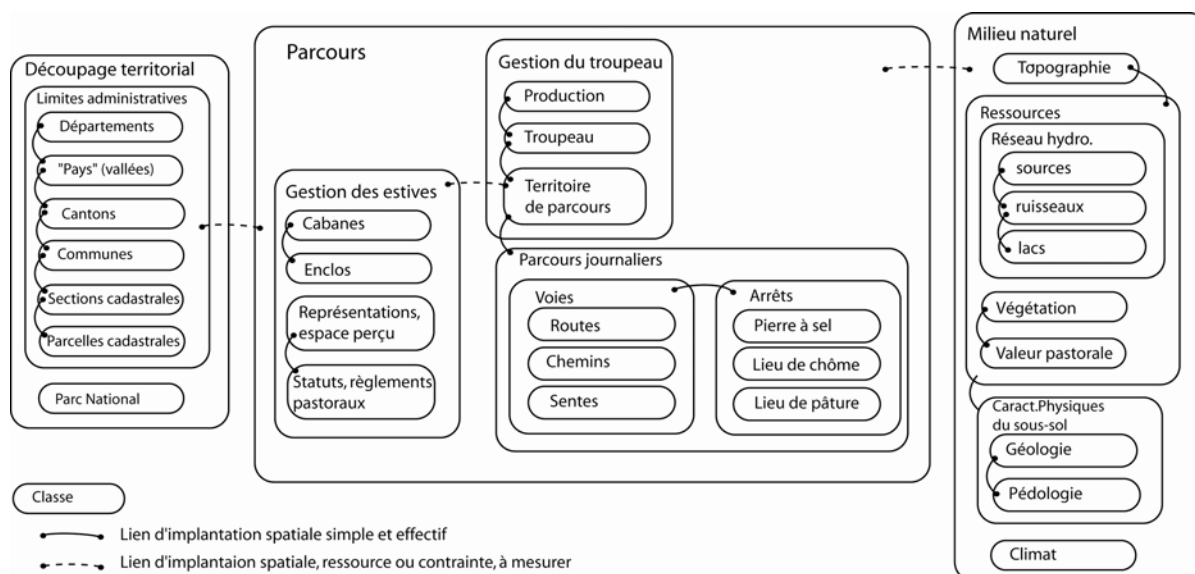 Découpage territorial
Limites administratives
Départements
"Pays" (vallées)
Cantons
Communes
Sections cadastrales
Parcelles cadastrales
Parc National
Parcours
Gestion des estives
Cabanes
Enclos
Représentations,
espace perçu
Statuts, règlements
pastoraux
Gestion du troupeau
Production
Troupeau
Territoire
de parcours
Parcours journaliers
Voies
Routes
Chemins
Sentes
Arrêts
Pierre à sel
Lieu de chôme
Lieu de pâture
Milieu naturel
Topographie
Ressources
Réseau hydro.
sources
ruisseaux
lacs
Végétation
Valeur pastorale
Caract.Physiques
du sous-sol
Géologie
Pédologie
Climat
Classe
Lien d'implantation spatiale simple et effectif
Lien d'implantaion spatiale, ressource ou contrainte, à mesurer